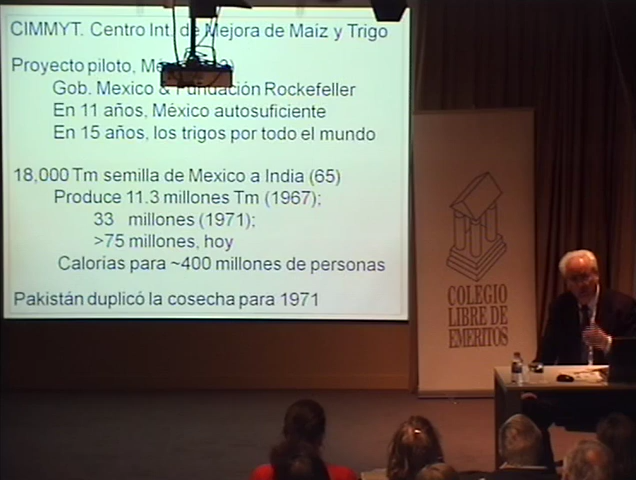 CIMMYT. Centro Int. de Mejora de Maiz y Trigo
Proyecto piloto,
Gob. Mexico & Fundación Rockefeller
En 11 años, México autosuficiente
En 15 años, los trigos por todo el mundo
18,000 Tm semilla de Mexico a India (65)
Produce 11.3 millones Tm (1967);
33 millones (1971);
>75 millones, hoy
Calorias para ~400 millones de personas
Pakistán duplicó la cosecha para 1971
COLEGIO
LIBRE DE
EMERITOS